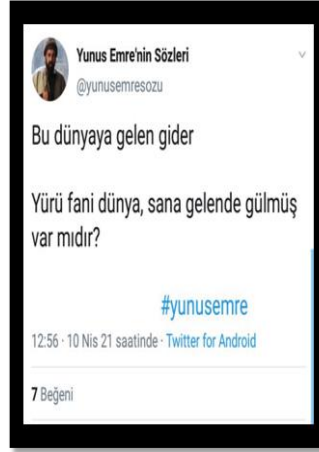 Yunus Emre'nin Sözleri
@yunusemresozu
Bu dünyaya gelen gider
Yürü fani dünya, sana gelende gülmüş
var mıdır?
#yunusemre
12:56 · 10 Nis 21 saatinde · Twitter for Android
7 Beğeni